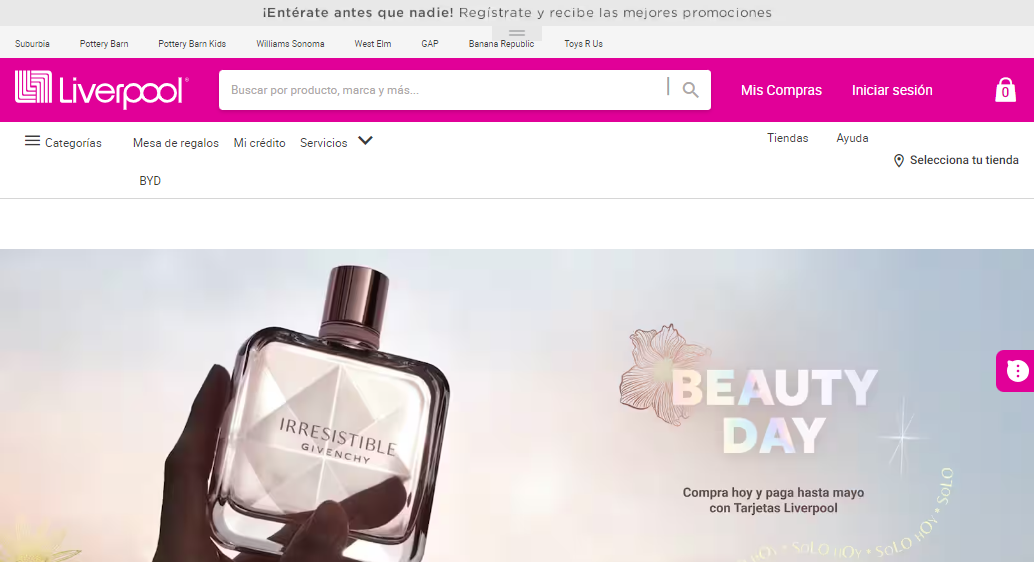 ¡Entérate antes que nadie! Regístrate y recibe las mejores promociones
Suburbia Pottery Barn Pottery Barn Kids Williams Sonoma West Elm GAP Banana Republic Toys R Us
Liverpool® Buscar por producto, marca y más... Mis Compras Iniciar sesión 0
Categorías Mesa de regalos Mi crédito Servicios Tiendas Ayuda
Selecciona tu tienda
BYD
IRRESISTIBLE
GIVENCHY
BEAUTY
DAY
Compra hoy y paga hasta mayo
con Tarjetas Liverpool
HOY • SOLO HOY • SOLO HOY • SOLO